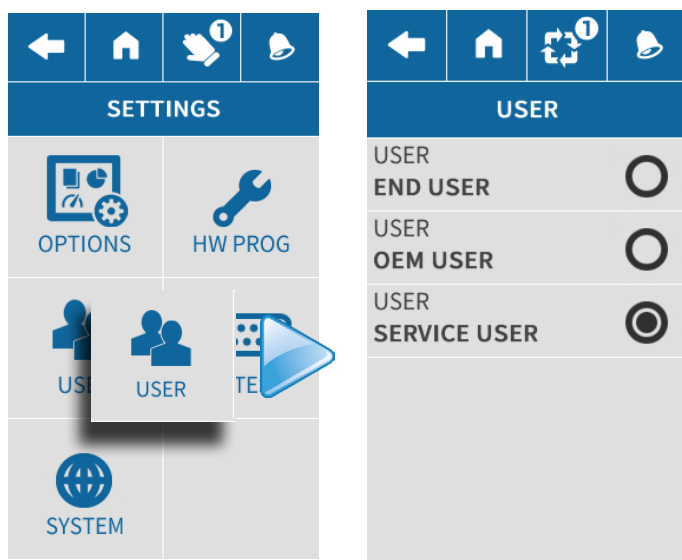 1
SETTINGS
OPTIONS
HW PROG
USER
SYSTEM
1
USER
USER
END USER
USER
OEM USER
USER
SERVICE USER